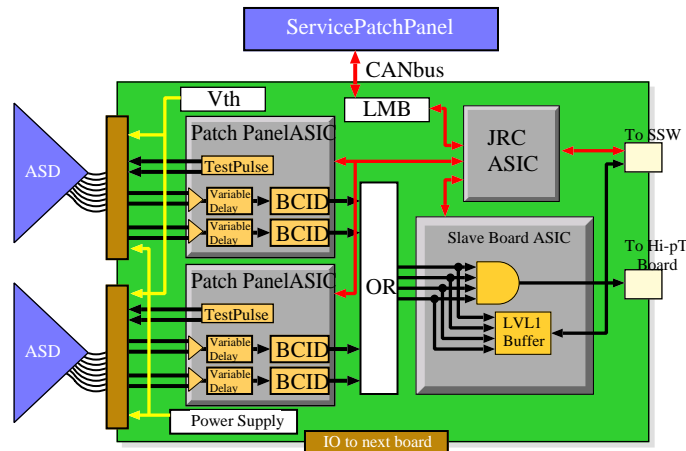 ServicePatchPanel
CANbus
Vth
LMB
Patch PanelASIC
JRC
ASIC
To SSW
ASD
TestPulse
Variable
Delay
BCID
Variable
Delay
BCID
Slave Board ASIC
To Hi-pT
Board
Patch PanelASIC
OR
TestPulse
LVL1
Buffer
ASD
Variable
Delay
BCID
Variable
Delay
BCID
Power Supply
IO to next board